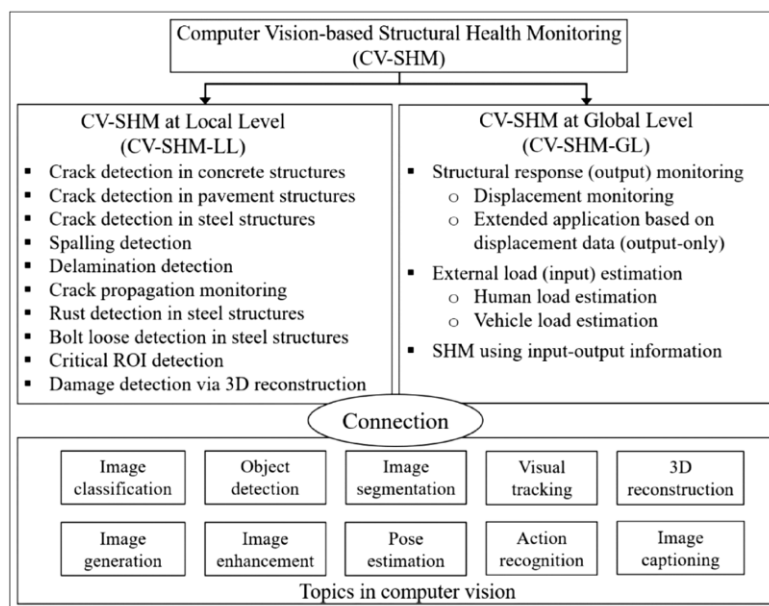 Computer Vision-based Structural Health Monitoring
(CV-SHM)
CV-SHM at Local Level
(CV-SHM-LL)
▪ Crack detection in concrete structures
▪ Crack detection in pavement structures
▪ Crack detection in steel structures
▪ Spalling detection
▪ Delamination detection
▪ Crack propagation monitoring
▪ Rust detection in steel structures
▪ Bolt loose detection in steel structures
▪ Critical ROI detection
▪ Damage detection via 3D reconstruction
CV-SHM at Global Level
(CV-SHM-GL)
▪ Structural response (output) monitoring
o Displacement monitoring
o Extended application based on
displacement data (output-only)
▪ External load (input) estimation
o Human load estimation
o Vehicle load estimation
▪ SHM using input-output information
Connection
Image
classification
Object
detection
Image
segmentation
Visual
tracking
3D
reconstruction
Image
generation
Image
enhancement
Pose
estimation
Action
recognition
Image
captioning
Topics in computer vision